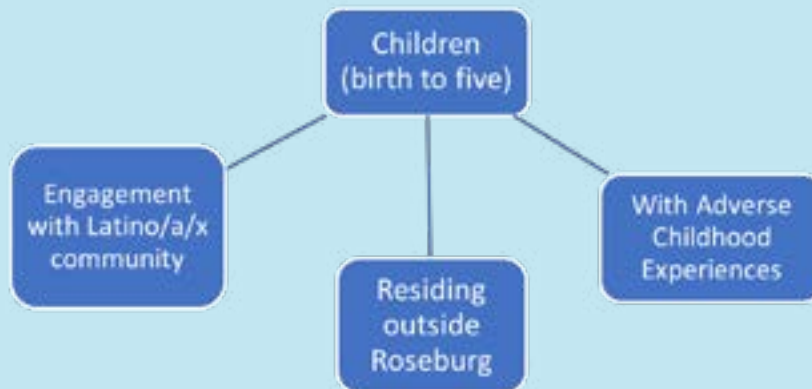 Children
(birth to five)
Engagement
with Latino/a/x
community
Residing
outside
Roseburg
With Adverse
Childhood
Experiences